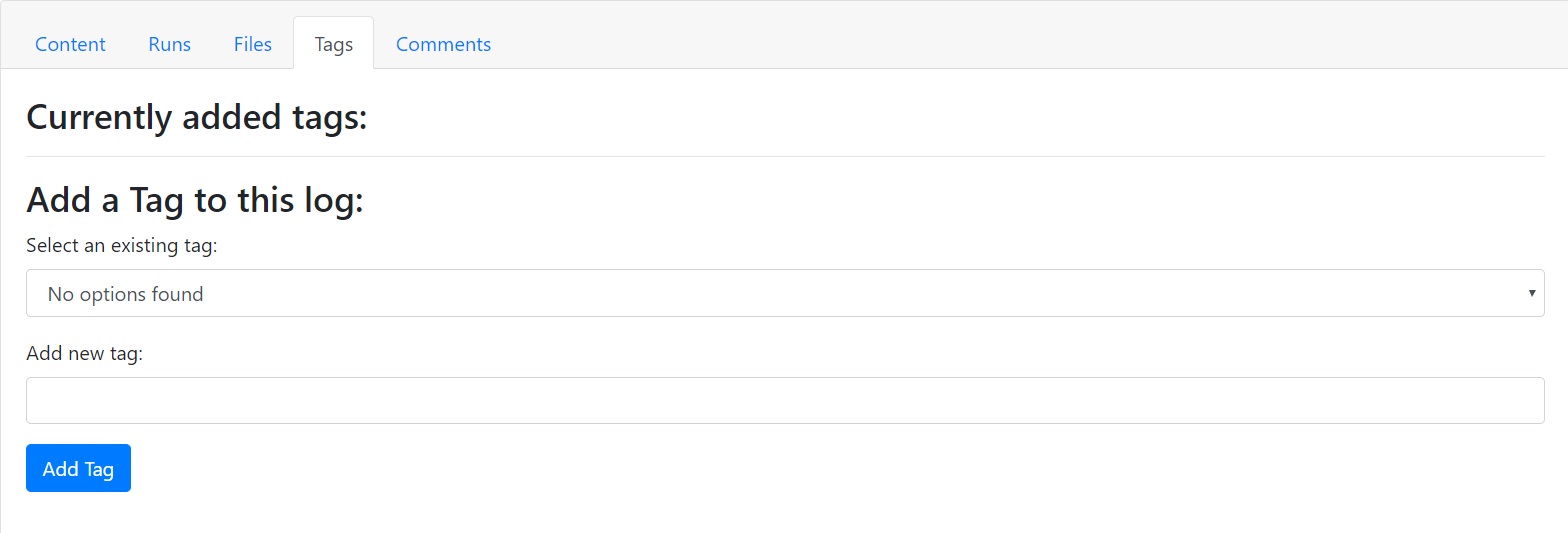 Content Runs Files Tags Comments
Currently added tags:
Add a Tag to this log:
Select an existing tag:
No options found
Add new tag:
Add Tag